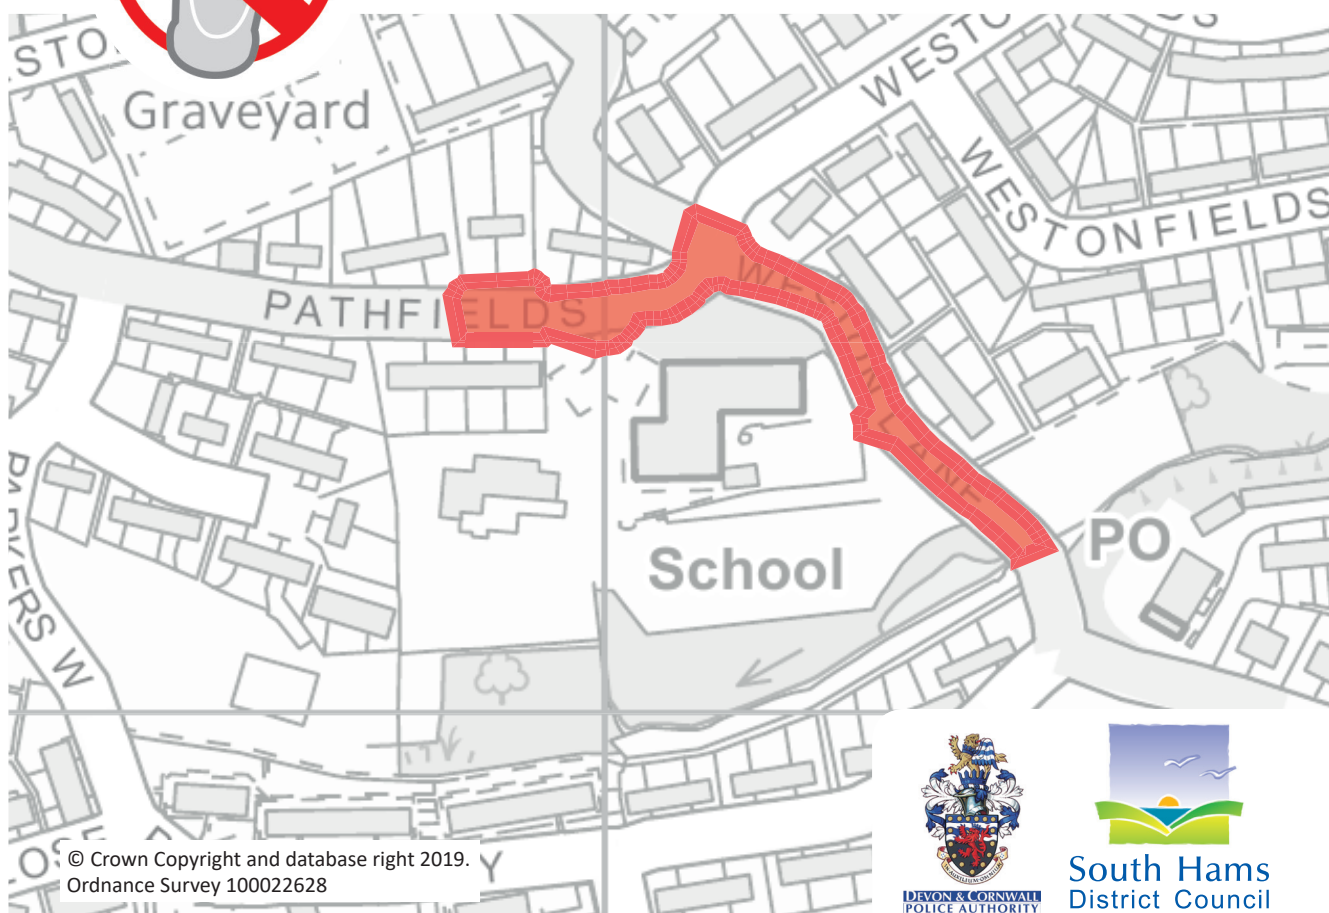 Graveyard
WESTONFIELDS
PATHFIELDS
WESTON LANE
School
PO
PARKERS W
© Crown Copyright and database right 2019.
Ordnance Survey 100022628
DEVON & CORNWALL
POLICE AUTHORITY
South Hams
District Council